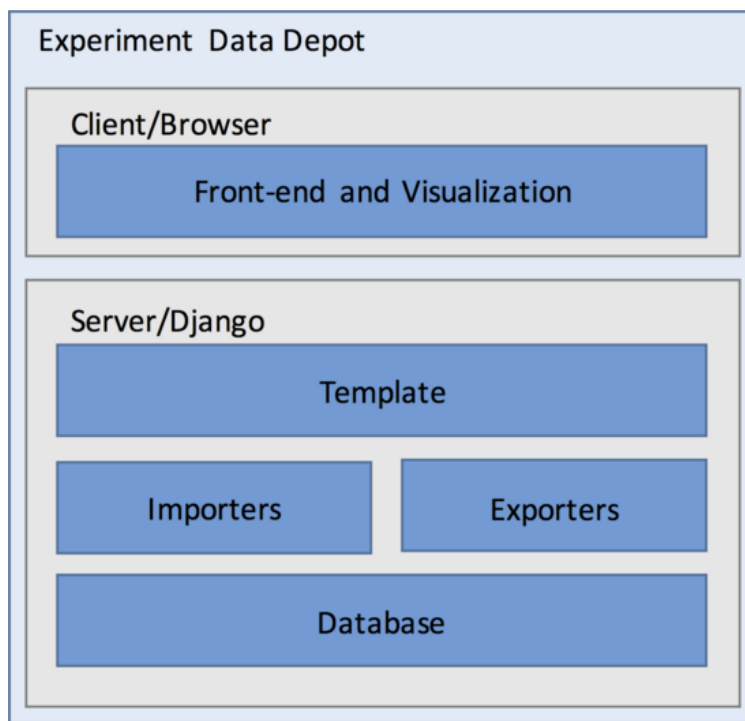 Experiment Data Depot
Client/Browser
Front-end and Visualization
Server/Django
Template
Importers
Exporters
Database